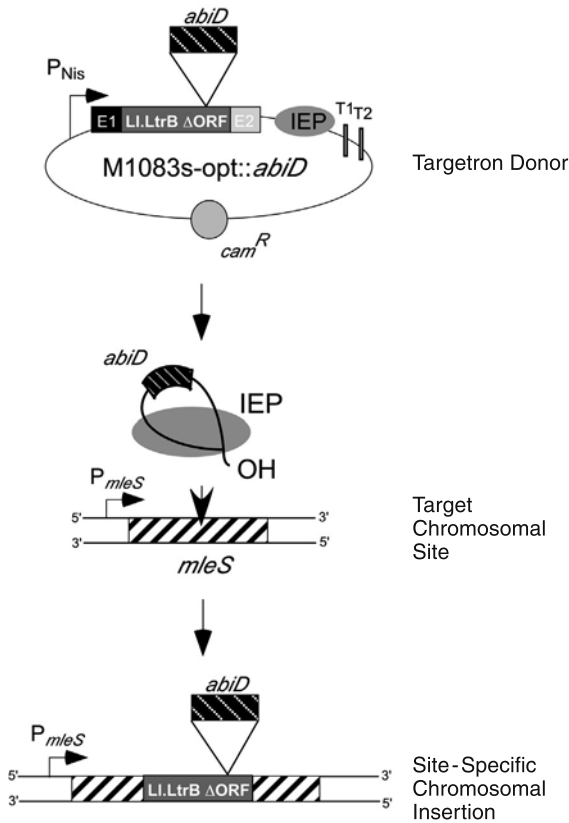 abiD
PNis
E1 Ll.LtrB ΔORF E2 IEP T1T2
M1083s-opt::abiD
Targetron Donor
camR
abiD
IEP
OH
PmleS
5' 3'
3' 5'
mleS
Target
Chromosomal
Site
abiD
PmleS
5' 3'
Ll.LtrB ΔORF
3' 5'
Site-Specific
Chromosomal
Insertion